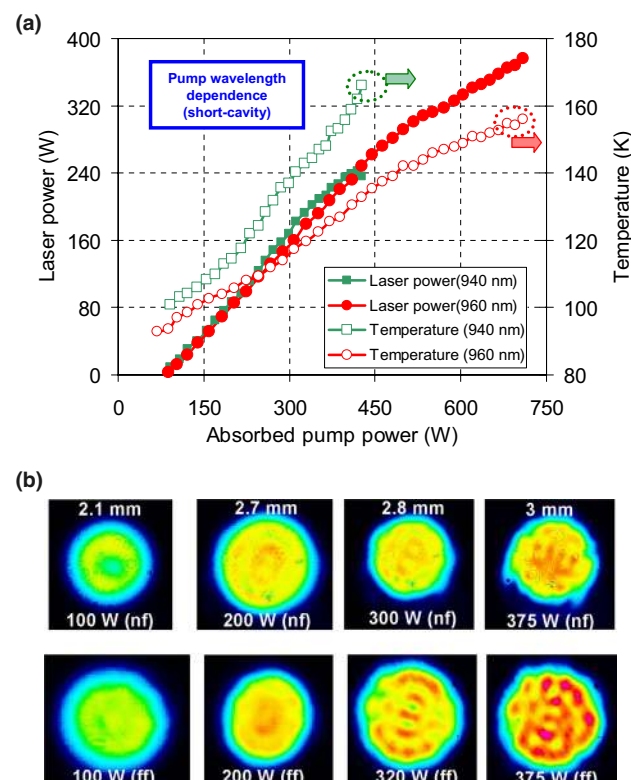 (a)
400
320
240
160
80
0
Laser power (W)
180
160
140
120
100
80
Temperature (K)
Pump wavelength
dependence
(short-cavity)
Laser power(940 nm)
Laser power(960 nm)
Temperature (940 nm)
Temperature (960 nm)
0 150 300 450 600 750
Absorbed pump power (W)
(b)
2.1 mm 2.7 mm 2.8 mm 3 mm
100 W (nf) 200 W (nf) 300 W (nf) 375 W (nf)
100 W (ff) 200 W (ff) 320 W (ff) 375 W (ff)